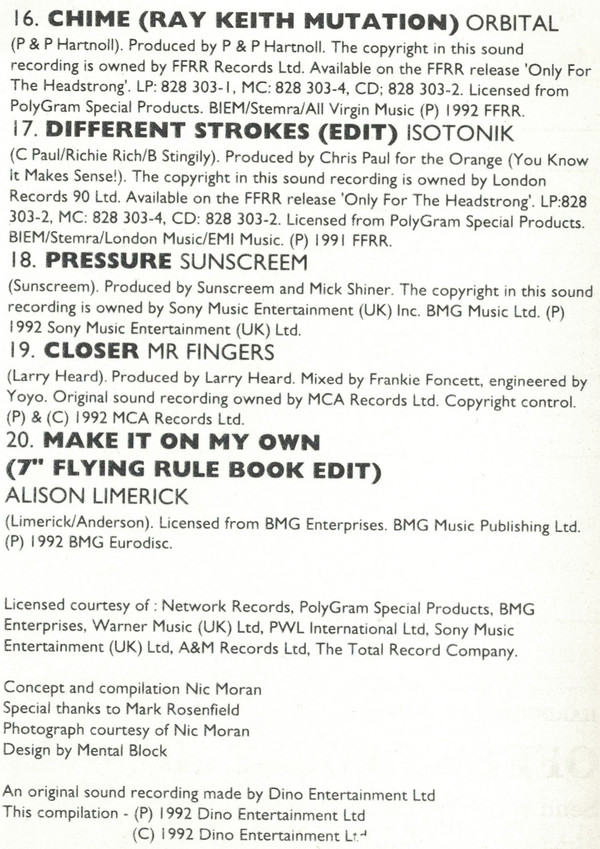 16. CHIME (RAY KEITH MUTATION) ORBITAL
(P & P Hartnoll). Produced by P & P Hartnoll. The copyright in this sound
recording is owned by FFRR Records Ltd. Available on the FFRR release 'Only For
The Headstrong'. LP: 828 303-1, MC: 828 303-4, CD; 828 303-2. Licensed from
PolyGram Special Products. BIEM/Stemra/All Virgin Music (P) 1992 FFRR.
17. DIFFERENT STROKES (EDIT) ISOTONIK
(C Paul/Richie Rich/B Stingily). Produced by Chris Paul for the Orange (You Know
It Makes Sense!). The copyright in this sound recording is owned by London
Records 90 Ltd. Available on the FFRR release 'Only For The Headstrong'. LP:828
303-2, MC: 828 303-4, CD: 828 303-2. Licensed from PolyGram Special Products.
BIEM/Stemra/London Music/EMI Music. (P) 1991 FFRR.
18. PRESSURE SUNSCREEM
(Sunscreem). Produced by Sunscreem and Mick Shiner. The copyright in this sound
recording is owned by Sony Music Entertainment (UK) Inc. BMG Music Ltd. (P)
1992 Sony Music Entertainment (UK) Ltd.
19. CLOSER MR FINGERS
(Larry Heard). Produced by Larry Heard. Mixed by Frankie Foncett, engineered by
Yoyo. Original sound recording owned by MCA Records Ltd. Copyright control.
(P) & (C) 1992 MCA Records Ltd.
20. MAKE IT ON MY OWN
(7" FLYING RULE BOOK EDIT)
ALISON LIMERICK
(Limerick/Anderson). Licensed from BMG Enterprises. BMG Music Publishing Ltd.
(P) 1992 BMG Eurodisc.
Licensed courtesy of : Network Records, PolyGram Special Products, BMG
Enterprises, Warner Music (UK) Ltd, PWL International Ltd, Sony Music
Entertainment (UK) Ltd, A&M Records Ltd, The Total Record Company.
Concept and compilation Nic Moran
Special thanks to Mark Rosenfield
Photograph courtesy of Nic Moran
Design by Mental Block
An original sound recording made by Dino Entertainment Ltd
This compilation - (P) 1992 Dino Entertainment Ltd
(C) 1992 Dino Entertainment Ltd